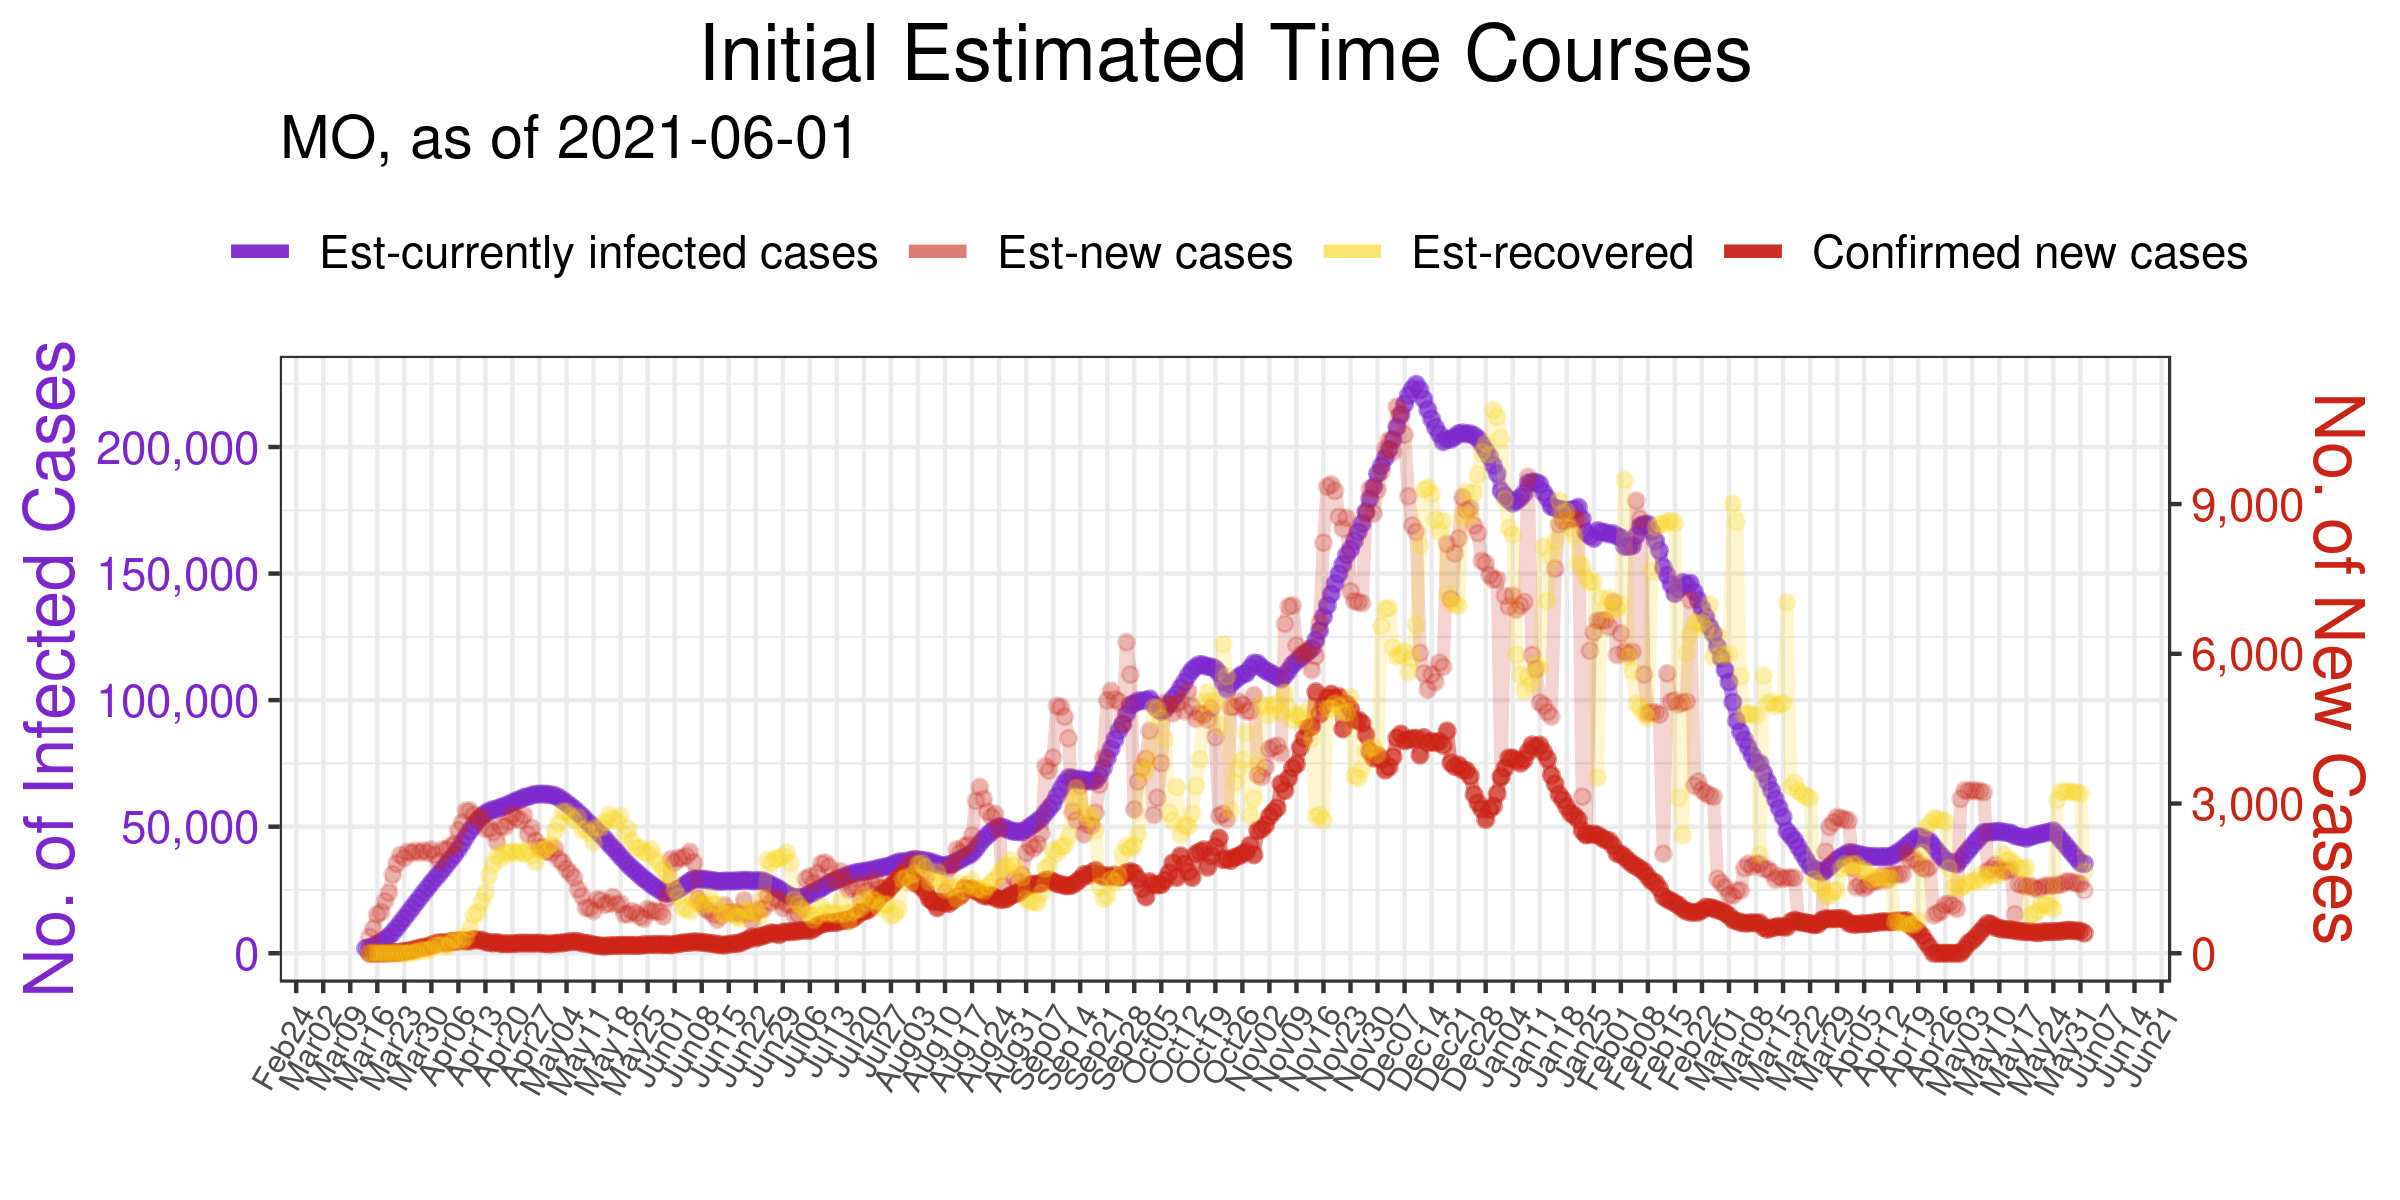 Initial Estimated Time Courses
MO, as of 2021-06-01
Est-currently infected cases Est-new cases Est-recovered Confirmed new cases
No. of Infected Cases
200,000
150,000
100,000
50,000
0
9,000
6,000
3,000
0
No. of New Cases
Feb24 Mar02 Mar09 Mar16 Mar23 Mar30 Apr06 Apr13 Apr20 Apr27 May04 May11 May18 May25 Jun01 Jun08 Jun15 Jun22 Jun29 Jul06 Jul13 Jul20 Jul27 Aug03 Aug10 Aug17 Aug24 Aug31 Sep07 Sep14 Sep21 Sep28 Oct05 Oct12 Oct19 Oct26 Nov02 Nov09 Nov16 Nov23 Nov30 Dec07 Dec14 Dec21 Dec28 Jan04 Jan11 Jan18 Jan25 Feb01 Feb08 Feb15 Feb22 Mar01 Mar08 Mar15 Mar22 Mar29 Apr05 Apr12 Apr19 Apr26 May03 May10 May17 May24 May31 Jun07 Jun14 Jun21